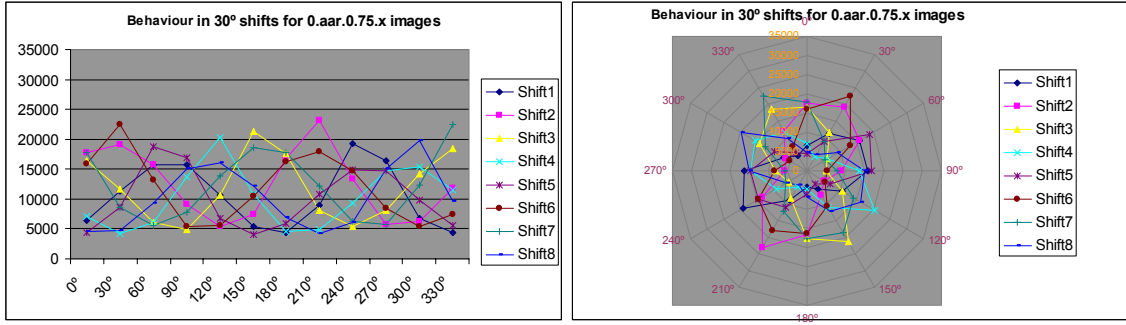 Behaviour in 30º shifts for 0.aar.0.75.x images
35000
30000
25000
20000
15000
10000
5000
0
0º 30º 60º 90º 120º 150º 180º 210º 240º 270º 300º 330º
Shift1
Shift2
Shift3
Shift4
Shift5
Shift6
Shift7
Shift8
Behaviour in 30º shifts for 0.aar.0.75.x images
0º
30º
60º
90º
120º
150º
180º
210º
240º
270º
300º
330º
35000
30000
25000
20000
Shift1
Shift2
Shift3
Shift4
Shift5
Shift6
Shift7
Shift8